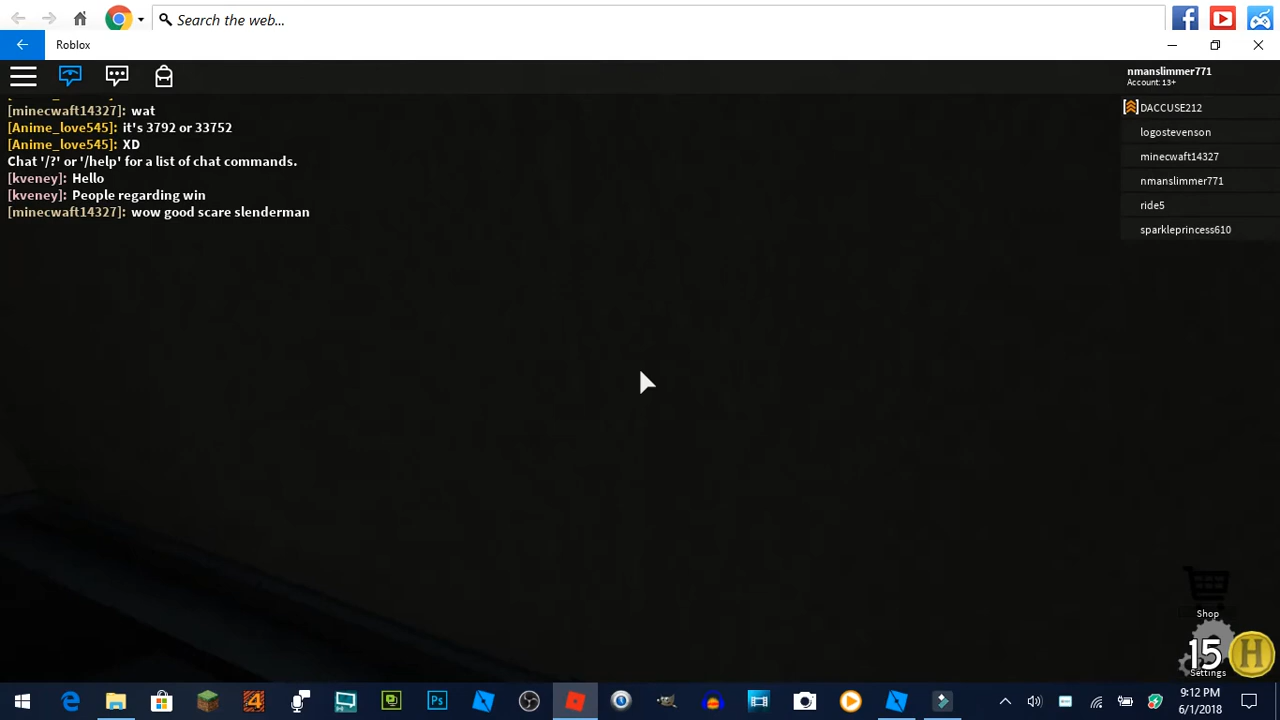 Search the web...
Roblox
nmanslimmer771
Account: 13+
[minecwaft14327]: wat
[Anime_love545]: it's 3792 or 33752
[Anime_love545]: XD
Chat '/?' or '/help' for a list of chat commands.
[kveney]: Hello
[kveney]: People regarding win
[minecwaft14327]: wow good scare slenderman
DACCUSE212
logostevenson
minecwaft14327
nmanslimmer771
ride5
sparkleprincess610
Shop
15 H
Settings
4
Ps
9:12 PM
6/1/2018